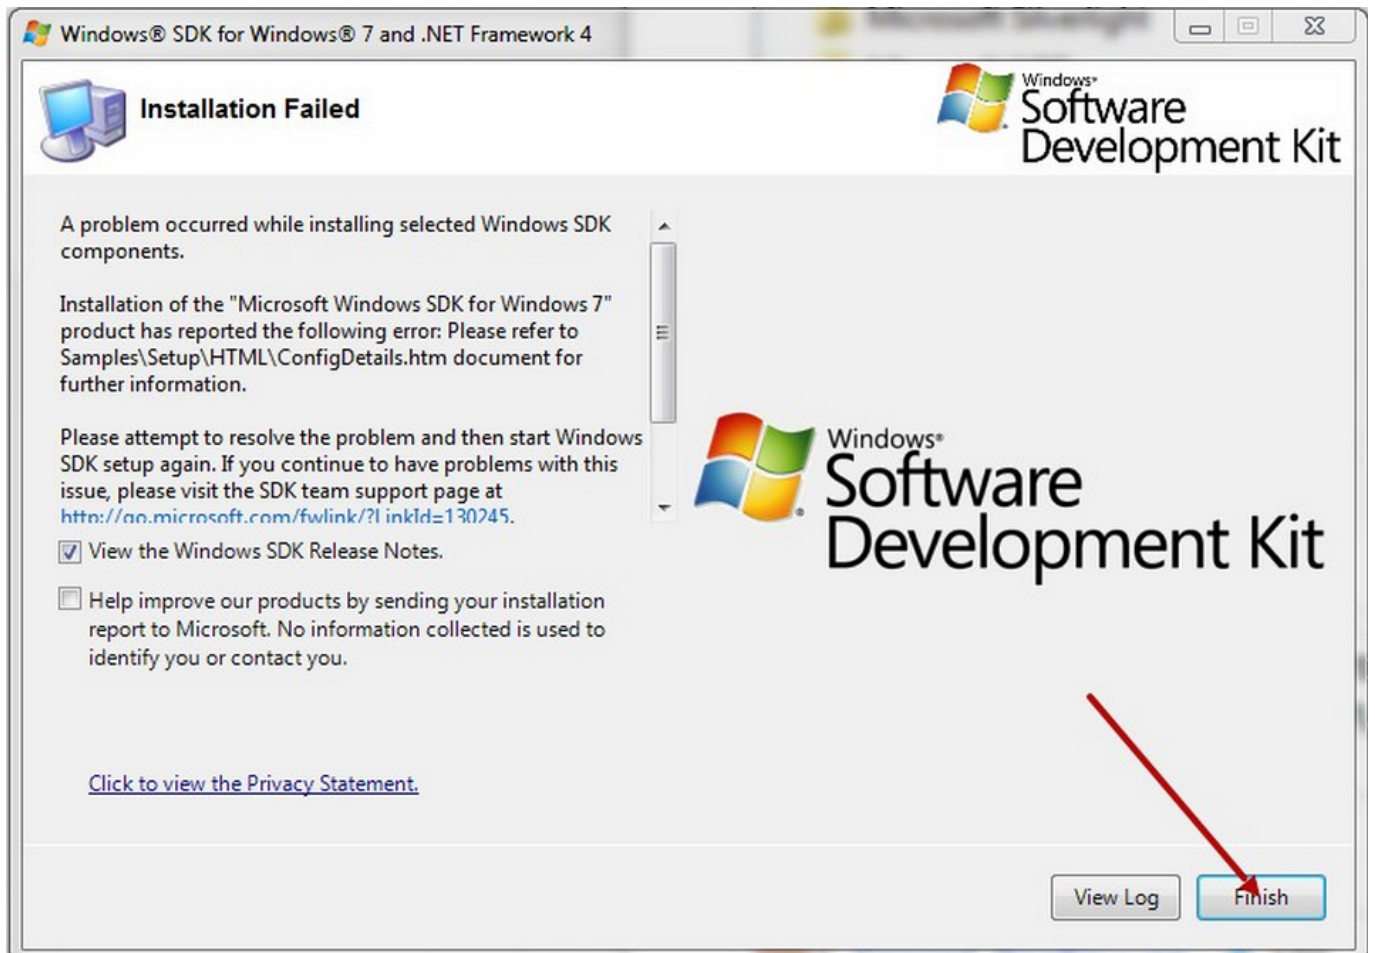 Microsoft Silverlight
Windows® SDK for Windows® 7 and .NET Framework 4
Installation Failed
Windows®
Software
Development Kit
A problem occurred while installing selected Windows SDK
components.
Installation of the "Microsoft Windows SDK for Windows 7"
product has reported the following error: Please refer to
Samples\Setup\HTML\ConfigDetails.htm document for
further information.
Please attempt to resolve the problem and then start Windows
SDK setup again. If you continue to have problems with this
issue, please visit the SDK team support page at
http://go.microsoft.com/fwlink/?LinkId=130245.
Windows®
Software
Development Kit
View the Windows SDK Release Notes.
Help improve our products by sending your installation
report to Microsoft. No information collected is used to
identify you or contact you.
Click to view the Privacy Statement.
View Log
Finish